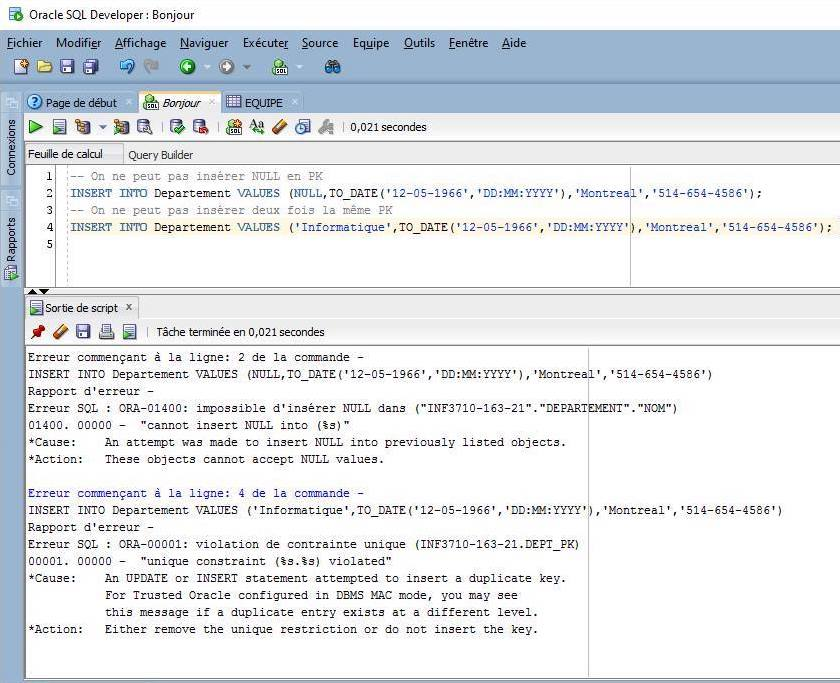 Oracle SQL Developer : Bonjour
Fichier Modifier Affichage Naviguer Exécuter Source Equipe Outils Fenêtre Aide
Page de début Bonjour EQUIPE
0,021 secondes
Connexions
Rapports
Feuille de calcul Query Builder
1 -- On ne peut pas insérer NULL en PK
2 INSERT INTO Departement VALUES (NULL,TO_DATE('12-05-1966','DD:MM:YYYY'),'Montreal','514-654-4586');
3 -- On ne peut pas insérer deux fois la même PK
4 INSERT INTO Departement VALUES ('Informatique',TO_DATE('12-05-1966','DD:MM:YYYY'),'Montreal','514-654-4586');
5
Sortie de script x
Tâche terminée en 0,021 secondes
Erreur commençant à la ligne: 2 de la commande -
INSERT INTO Departement VALUES (NULL,TO_DATE('12-05-1966','DD:MM:YYYY'),'Montreal','514-654-4586')
Rapport d'erreur -
Erreur SQL : ORA-01400: impossible d'insérer NULL dans ("INF3710-163-21"."DEPARTEMENT"."NOM")
01400. 00000 -  "cannot insert NULL into (%s)"
*Cause:    An attempt was made to insert NULL into previously listed objects.
*Action:   These objects cannot accept NULL values.
Erreur commençant à la ligne: 4 de la commande -
INSERT INTO Departement VALUES ('Informatique',TO_DATE('12-05-1966','DD:MM:YYYY'),'Montreal','514-654-4586')
Rapport d'erreur -
Erreur SQL : ORA-00001: violation de contrainte unique (INF3710-163-21.DEPT_PK)
00001. 00000 -  "unique constraint (%s.%s) violated"
*Cause:    An UPDATE or INSERT statement attempted to insert a duplicate key.
For Trusted Oracle configured in DBMS MAC mode, you may see
this message if a duplicate entry exists at a different level.
*Action:   Either remove the unique restriction or do not insert the key.